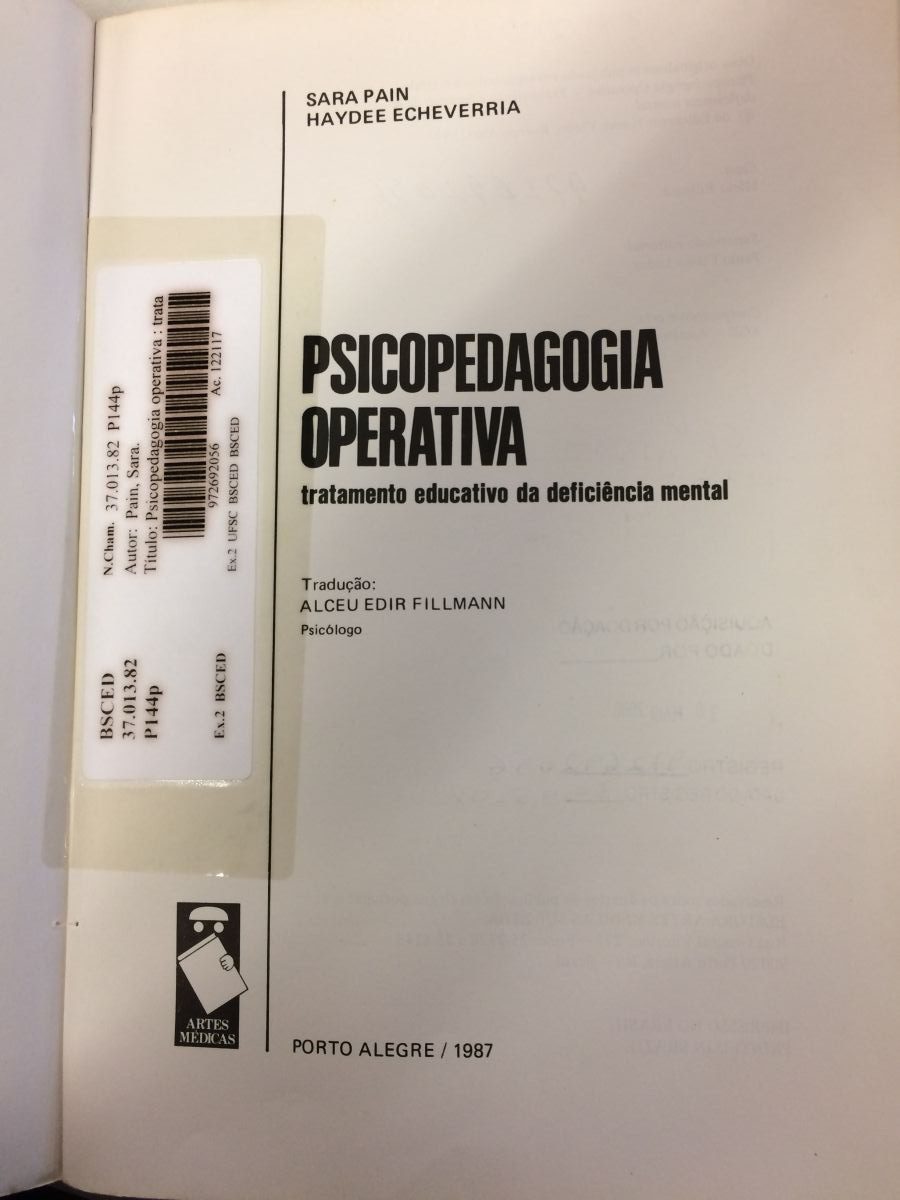 SARA PAIN
HAYDEE ECHEVERRIA
PSICOPEDAGOGIA
OPERATIVA
tratamento educativo da deficiência mental
Tradução:
ALCEU EDIR FILLMANN
Psicólogo
N.Cham. 37.013.82 P144p
Autor: Pain, Sara.
Título: Psicopedagogia operativa : trata
972692056
Ac. 122117
Ex.2 UFSC BSCED BSCED
BSCED
37.013.82
P144p
Ex.2 BSCED
ARTES
MÉDICAS
PORTO ALEGRE / 1987